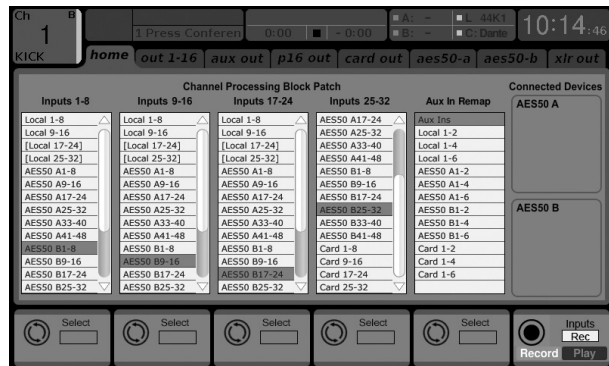 Ch B
1
KICK
1 Press Conferen 0:00 - 0:00
A: - L 44K1
B: - C: Dante
10:14:46
home out 1-16 aux out p16 out card out aes50-a aes50-b xlr out
Channel Processing Block Patch
Connected Devices
Inputs 1-8 Inputs 9-16 Inputs 17-24 Inputs 25-32 Aux In Remap
Local 1-8 Local 1-8 Local 1-8 AES50 A17-24 Aux Ins AES50 A
Local 9-16 Local 9-16 Local 9-16 AES50 A25-32 Local 1-2
[Local 17-24] [Local 17-24] [Local 17-24] AES50 A33-40 Local 1-4
[Local 25-32] [Local 25-32] [Local 25-32] AES50 A41-48 Local 1-6
AES50 A1-8 AES50 A1-8 AES50 A1-8 AES50 B1-8 AES50 A1-2
AES50 A9-16 AES50 A9-16 AES50 A9-16 AES50 B9-16 AES50 A1-4
AES50 A17-24 AES50 A17-24 AES50 A17-24 AES50 B17-24 AES50 A1-6
AES50 A25-32 AES50 A25-32 AES50 A25-32 AES50 B25-32 AES50 B1-2 AES50 B
AES50 A33-40 AES50 A33-40 AES50 A33-40 AES50 B33-40 AES50 B1-4
AES50 A41-48 AES50 A41-48 AES50 A41-48 AES50 B41-48 AES50 B1-6
AES50 B1-8 AES50 B1-8 AES50 B1-8 Card 1-8 Card 1-2
AES50 B9-16 AES50 B9-16 AES50 B9-16 Card 9-16 Card 1-4
AES50 B17-24 AES50 B17-24 AES50 B17-24 Card 17-24 Card 1-6
AES50 B25-32 AES50 B25-32 AES50 B25-32 Card 25-32
Select Select Select Select Select Inputs
Rec
Record Play